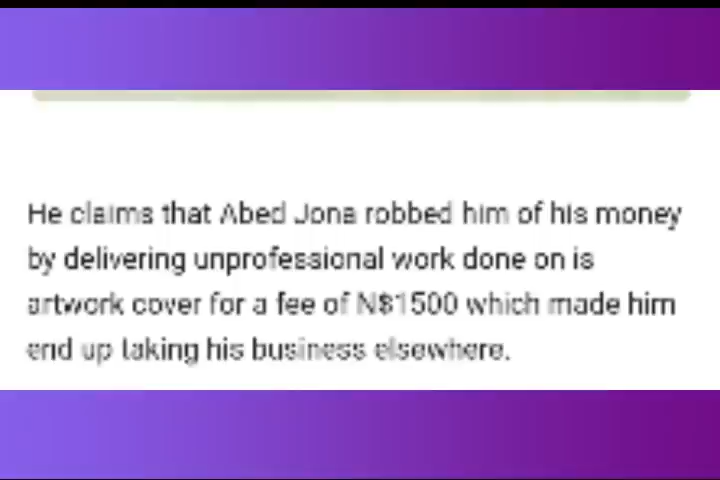 He claims that Abed Jona robbed him of his money
by delivering unprofessional work done on is
artwork cover for a fee of N$1500 which made him
end up taking his business elsewhere.